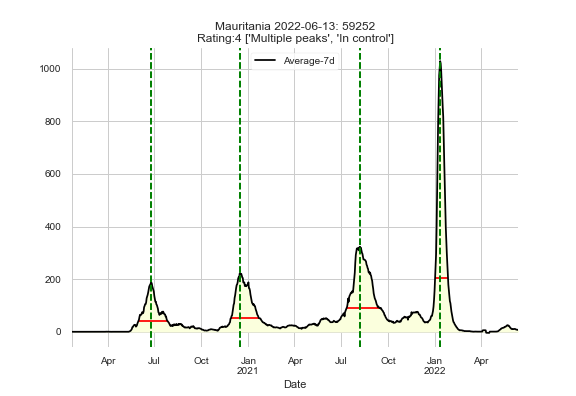 Mauritania 2022-06-13: 59252
Rating:4 ['Multiple peaks', 'In control']
Average-7d
1000
800
600
400
200
0
Apr Jul Oct Jan Apr Jul Oct Jan Apr
2021 2022
Date